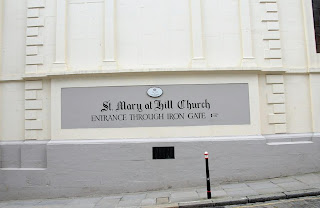 St. Mary at Hill Church
ENTRANCE THROUGH IRON GATE